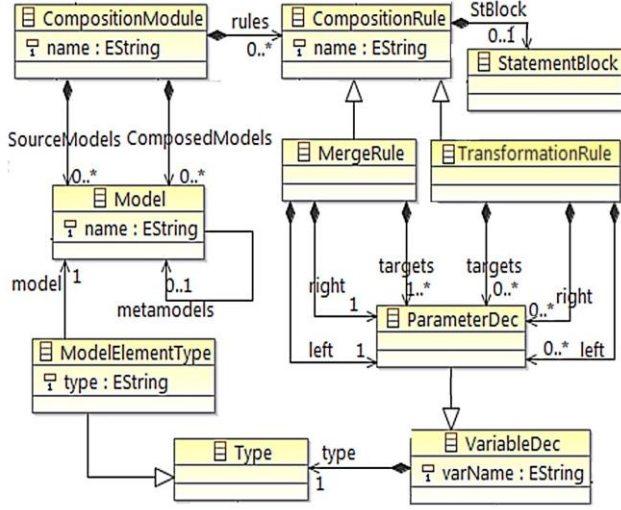 CompositionModule
name : EString
rules
0..*
CompositionRule
name : EString
StBlock
0..1
StatementBlock
SourceModels
ComposedModels
0..*
0..*
MergeRule
TransformationRule
Model
name : EString
model
1
0..1
metamodels
right
1
targets
1..*
targets
0..*
0..*
right
ParameterDec
left
1
0..*
left
ModelElementType
type : EString
Type
type
1
VariableDec
varName : EString